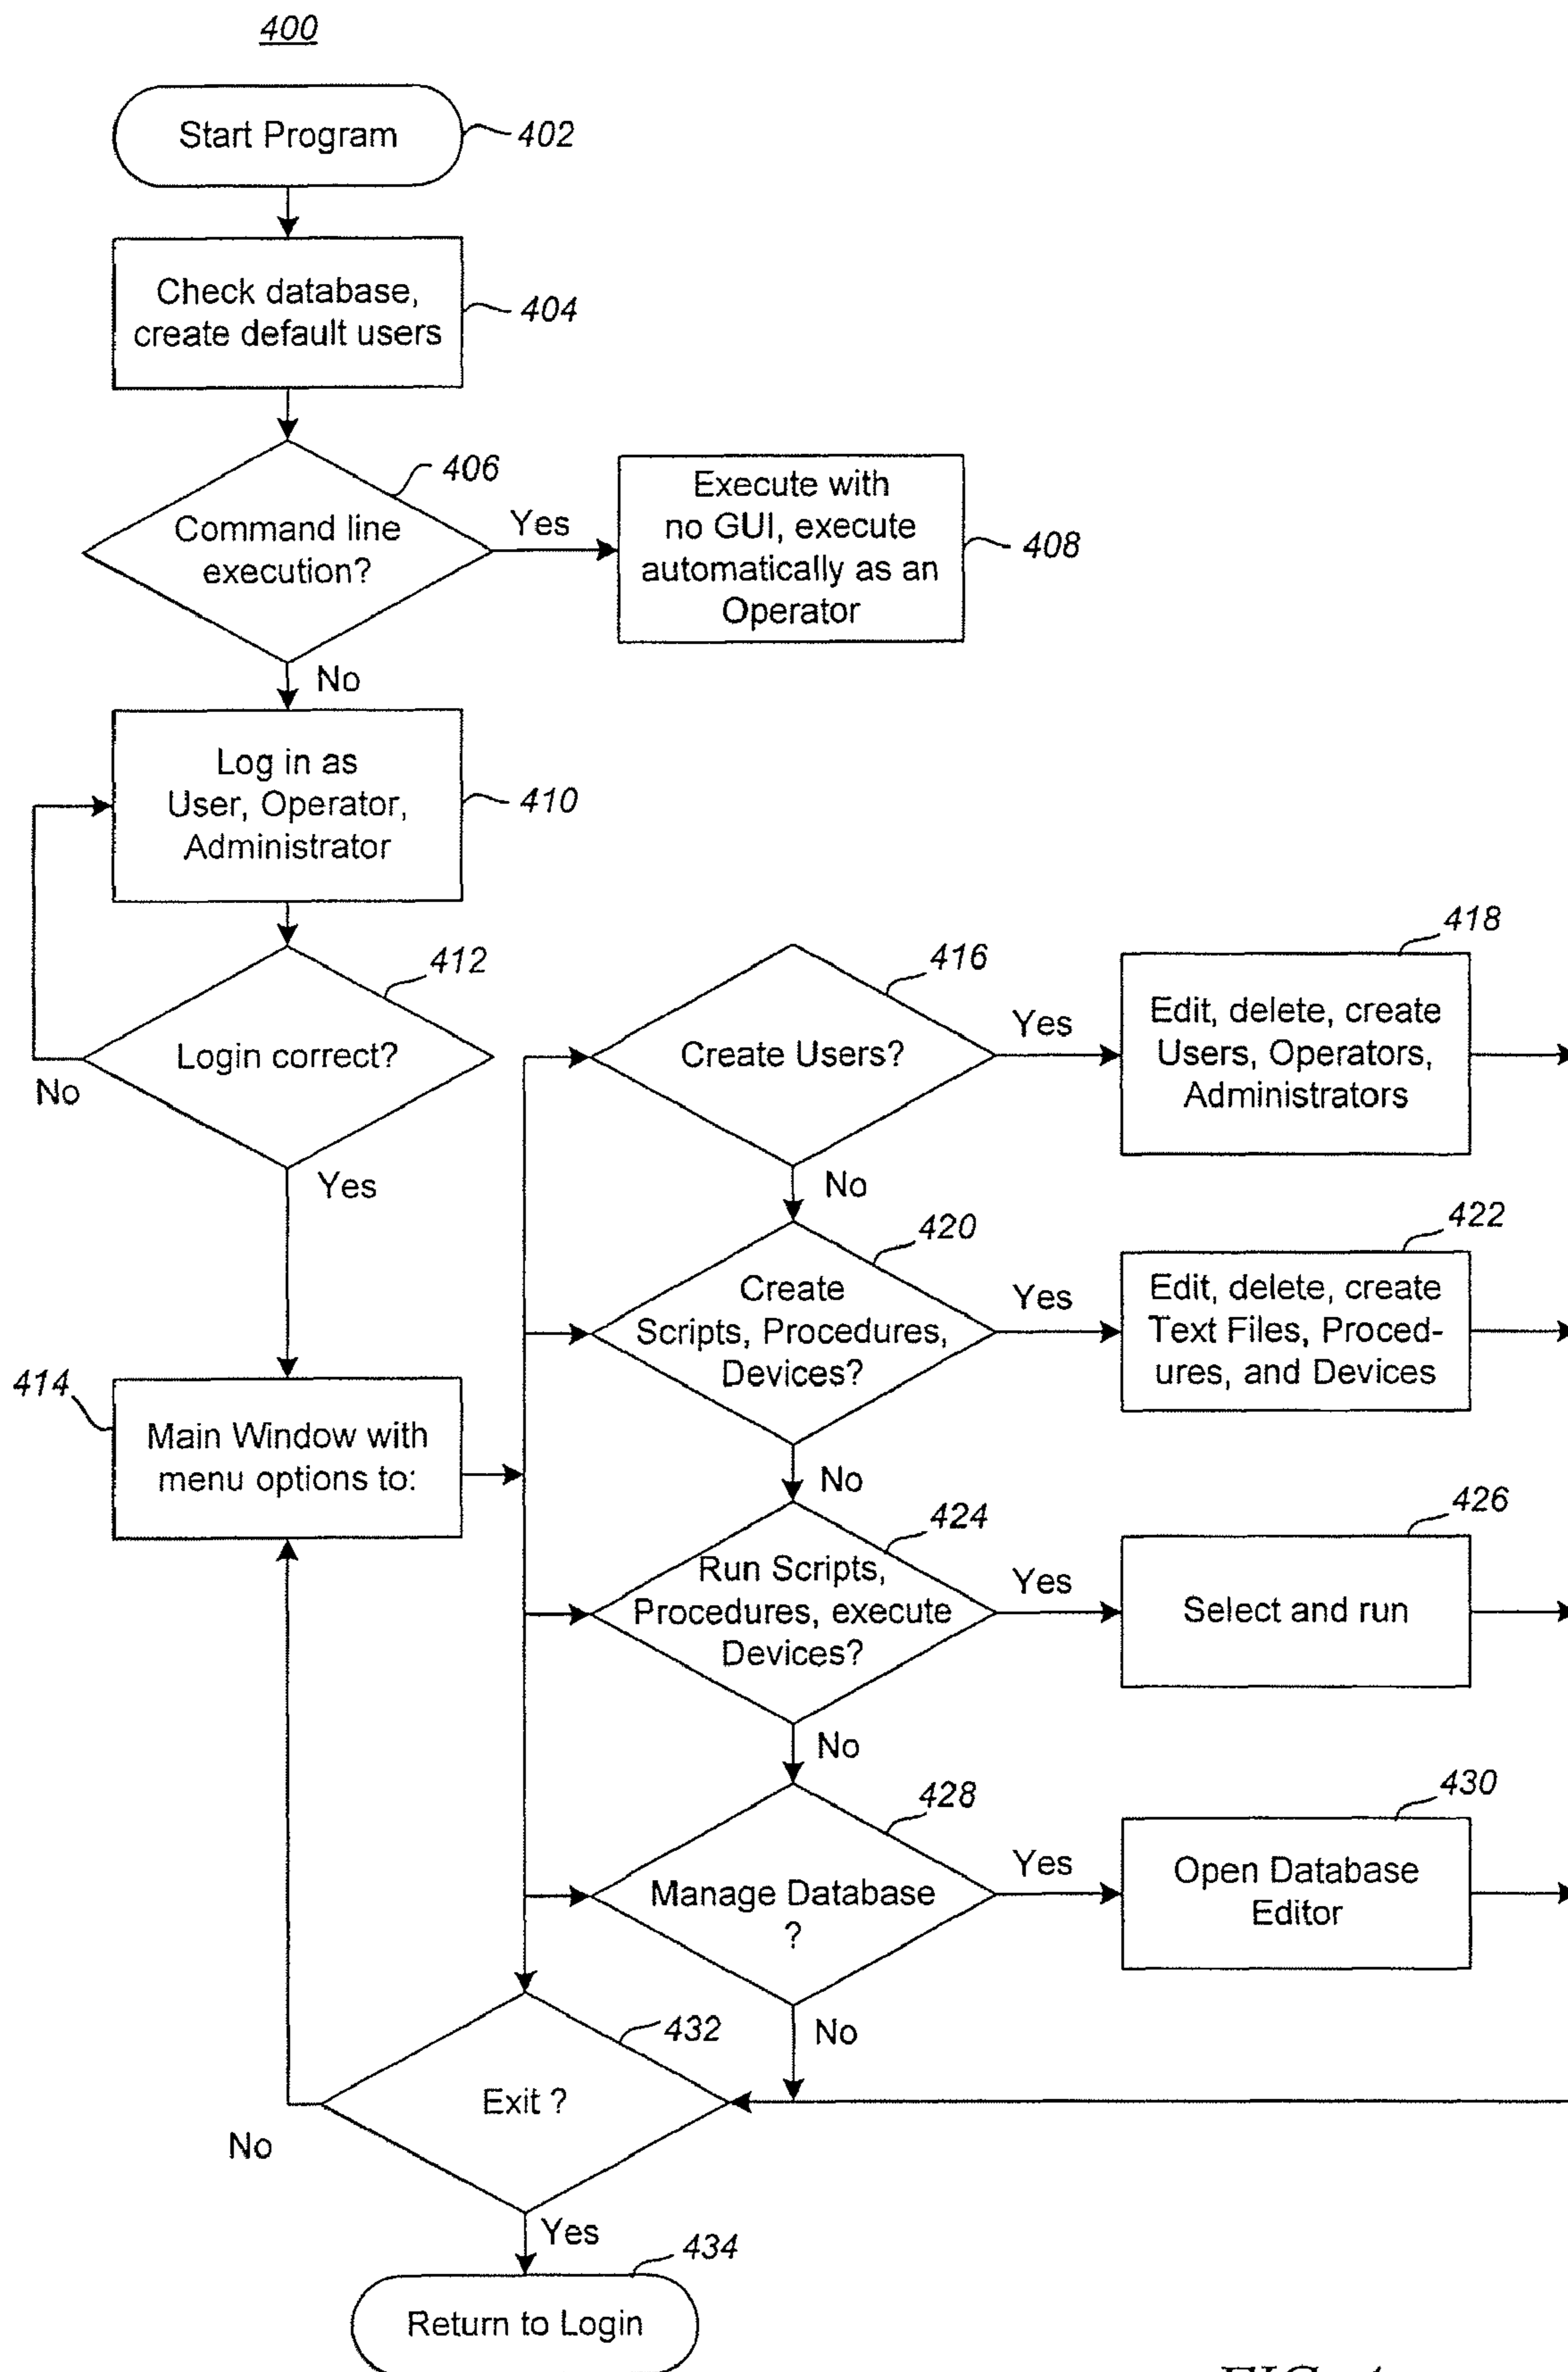 400
Start Program
402
Check database,
create default users
404
406
Command line
execution?
Yes
Execute with
no GUI, execute
automatically as an
Operator
408
No
Log in as
User, Operator,
Administrator
410
412
Login correct?
No
Yes
416
Create Users?
Yes
418
Edit, delete, create
Users, Operators,
Administrators
No
420
Create
Scripts, Procedures,
Devices?
Yes
422
Edit, delete, create
Text Files, Proced-
ures, and Devices
414
Main Window with
menu options to:
No
424
Run Scripts,
Procedures, execute
Devices?
Yes
426
Select and run
No
428
Manage Database
?
Yes
430
Open Database
Editor
No
432
Exit ?
No
Yes
434
Return to Login